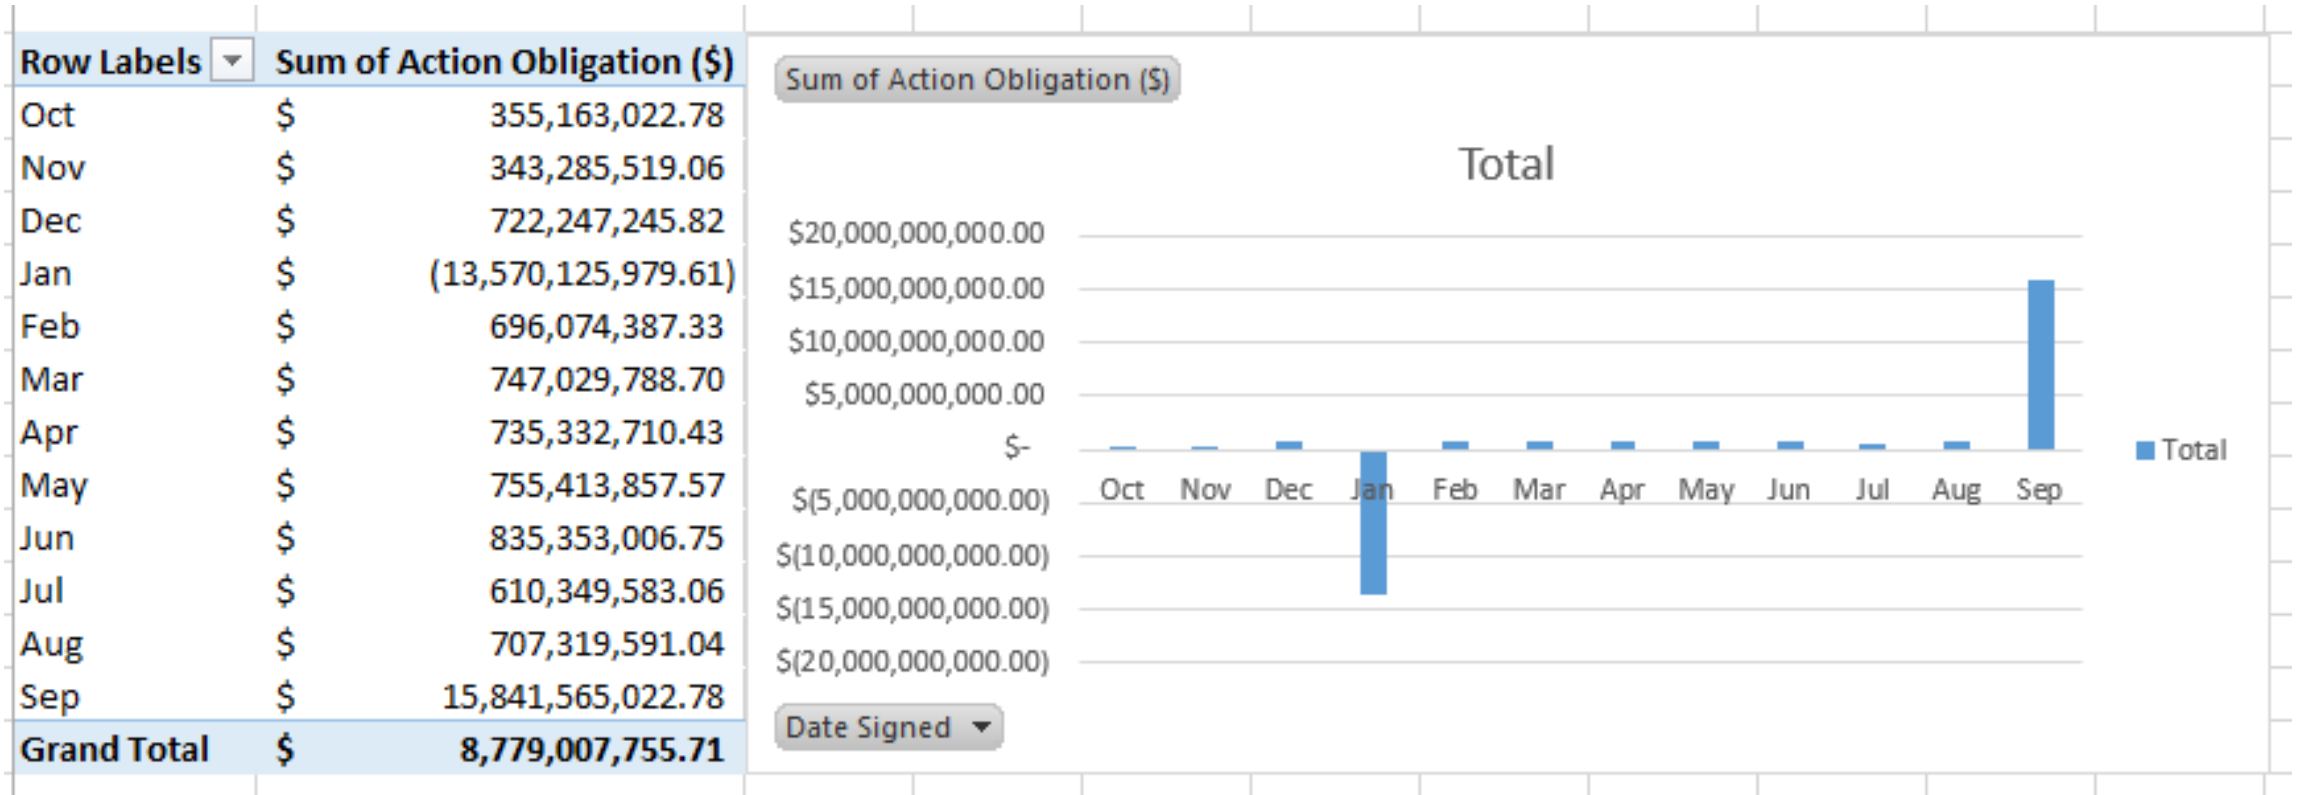 Row Labels Sum of Action Obligation ($)
Oct $ 355,163,022.78
Nov $ 343,285,519.06
Dec $ 722,247,245.82
Jan $ (13,570,125,979.61)
Feb $ 696,074,387.33
Mar $ 747,029,788.70
Apr $ 735,332,710.43
May $ 755,413,857.57
Jun $ 835,353,006.75
Jul $ 610,349,583.06
Aug $ 707,319,591.04
Sep $ 15,841,565,022.78
Grand Total $ 8,779,007,755.71
Sum of Action Obligation ($)
Total
$20,000,000,000.00
$15,000,000,000.00
$10,000,000,000.00
$5,000,000,000.00
$-
$(5,000,000,000.00)
$(10,000,000,000.00)
$(15,000,000,000.00)
$(20,000,000,000.00)
Oct Nov Dec Jan Feb Mar Apr May Jun Jul Aug Sep
Total
Date Signed